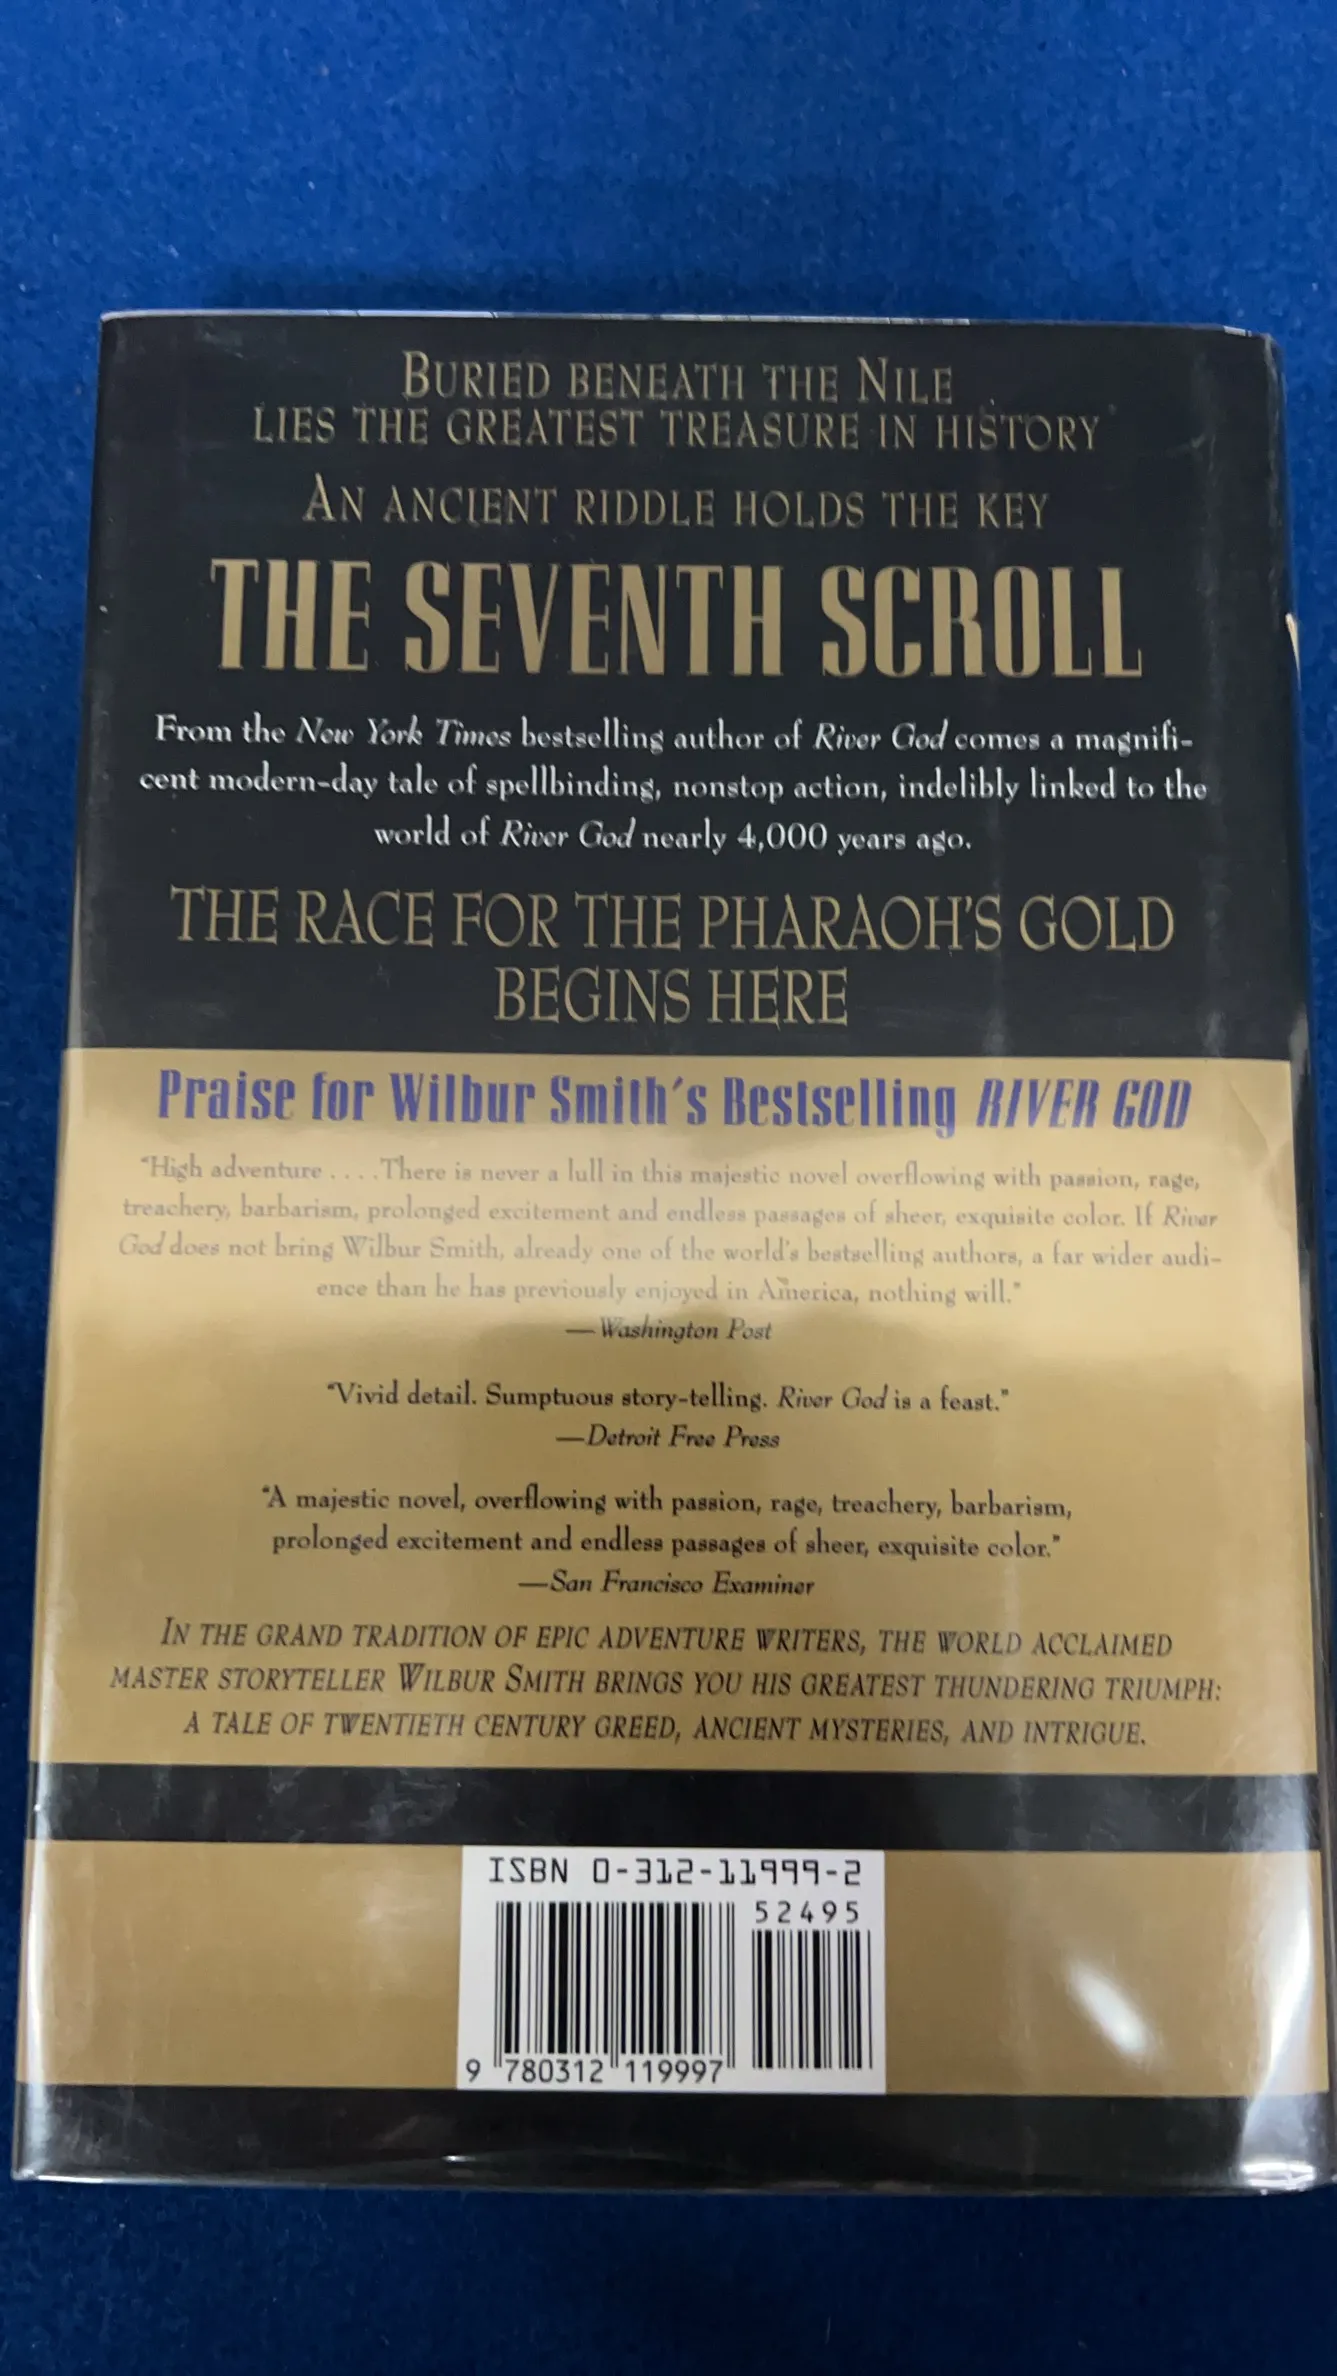 BURIED BENEATH THE NILE
LIES THE GREATEST TREASURE IN HISTORY
AN ANCIENT RIDDLE HOLDS THE KEY
THE SEVENTH SCROLL
From the New York Times bestselling author of River God comes a magnifi-
cent modern-day tale of spellbinding, nonstop action, indelibly linked to the
world of River God nearly 4,000 years ago.
THE RACE FOR THE PHARAOH'S GOLD
BEGINS HERE
Praise for Wilbur Smith's Bestselling RIVER GOD
"High adventure . . . .There is never a lull in this majestic novel overflowing with passion, rage,
treachery, barbarism, prolonged excitement and endless passages of sheer, exquisite color. If River
God does not bring Wilbur Smith, already one of the world's bestselling authors, a far wider audi-
ence than he has previously enjoyed in America, nothing will."
—Washington Post
"Vivid detail. Sumptuous story-telling. River God is a feast."
—Detroit Free Press
"A majestic novel, overflowing with passion, rage, treachery, barbarism,
prolonged excitement and endless passages of sheer, exquisite color."
—San Francisco Examiner
IN THE GRAND TRADITION OF EPIC ADVENTURE WRITERS, THE WORLD ACCLAIMED
MASTER STORYTELLER WILBUR SMITH BRINGS YOU HIS GREATEST THUNDERING TRIUMPH:
A TALE OF TWENTIETH CENTURY GREED, ANCIENT MYSTERIES, AND INTRIGUE.
ISBN 0-312-11999-2
52495
9 780312 119997